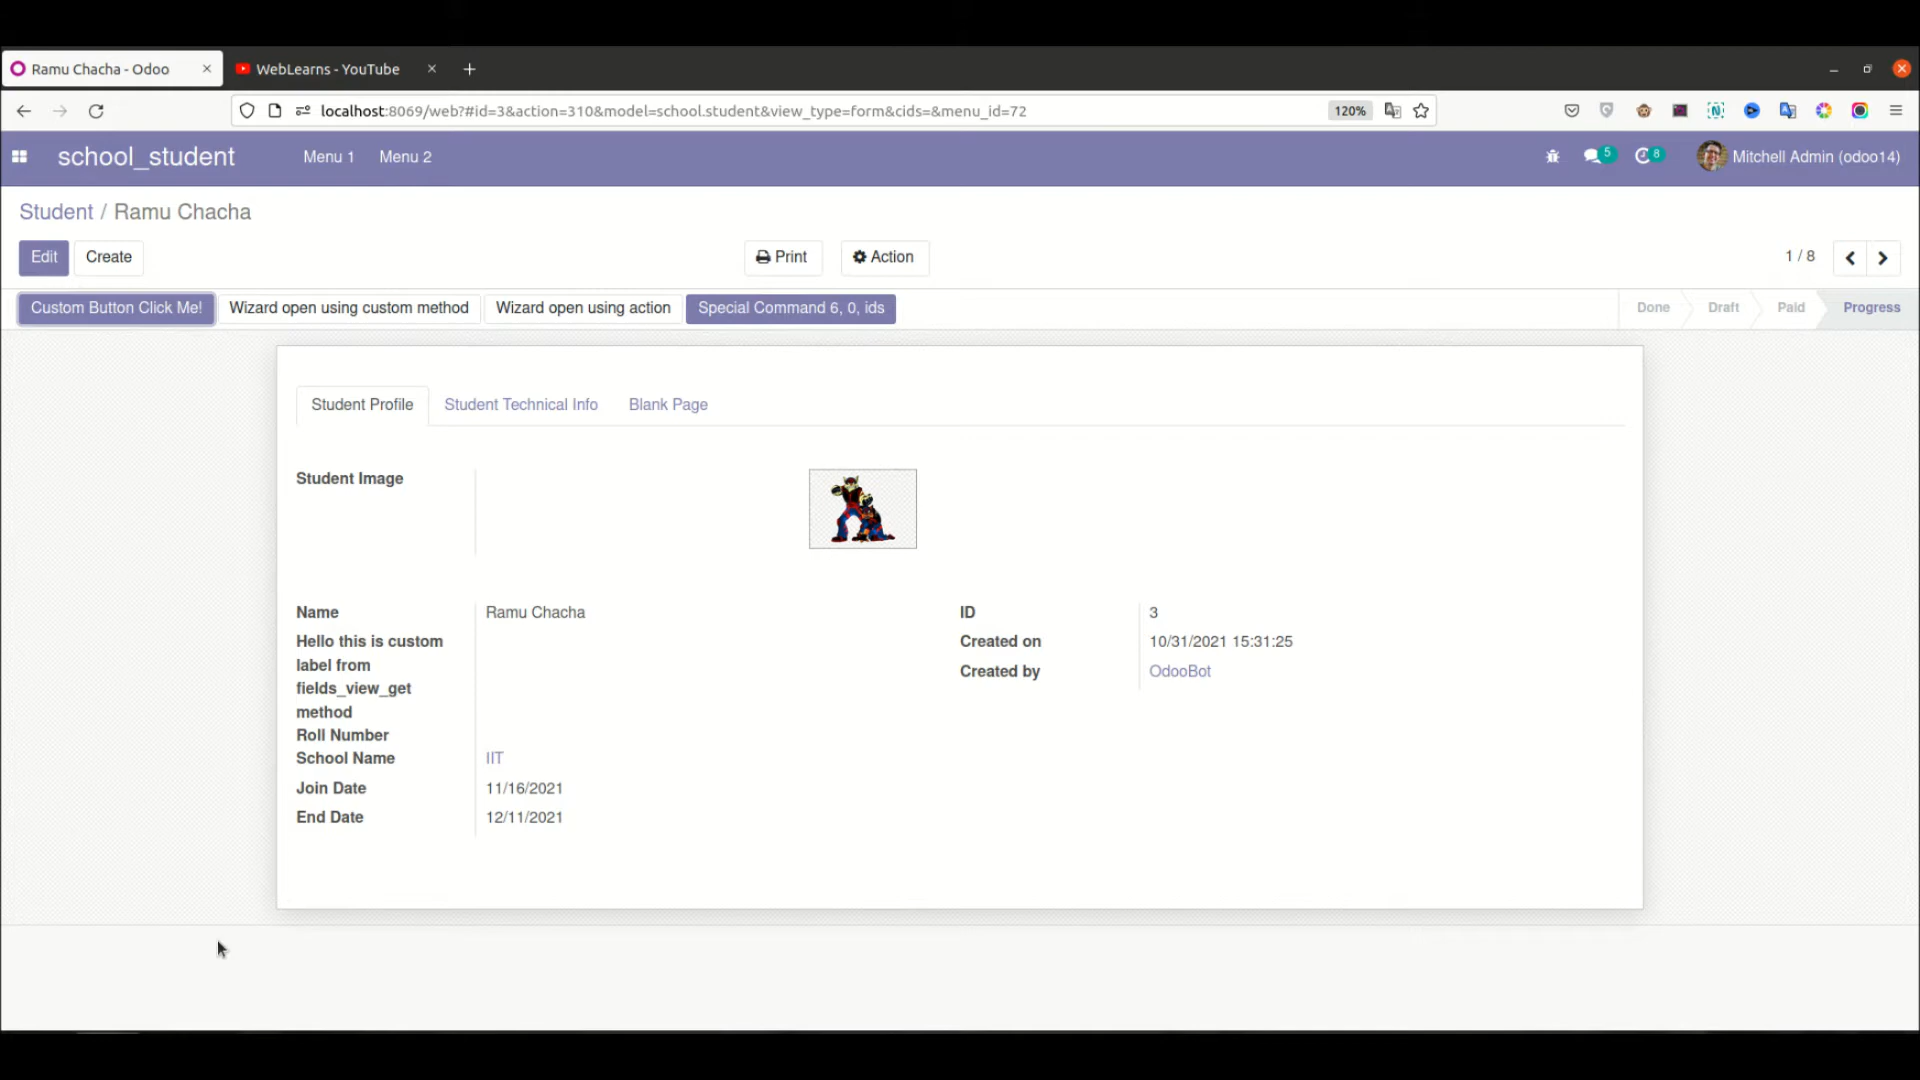 Ramu Chacha - Odoo
WebLearns - YouTube
localhost:8069/web?#id=3&action=310&model=school.student&view_type=form&cids=&menu_id=72
120%
school_student
Menu 1
Menu 2
5
8
Mitchell Admin (odoo14)
Student / Ramu Chacha
Edit
Create
Print
Action
1 / 8
Custom Button Click Me!
Wizard open using custom method
Wizard open using action
Special Command 6, 0, ids
Done
Draft
Paid
Progress
Student Profile
Student Technical Info
Blank Page
Student Image
Name
Ramu Chacha
Hello this is custom
label from
fields_view_get
method
Roll Number
School Name
IIT
Join Date
11/16/2021
End Date
12/11/2021
ID
3
Created on
10/31/2021 15:31:25
Created by
OdooBot